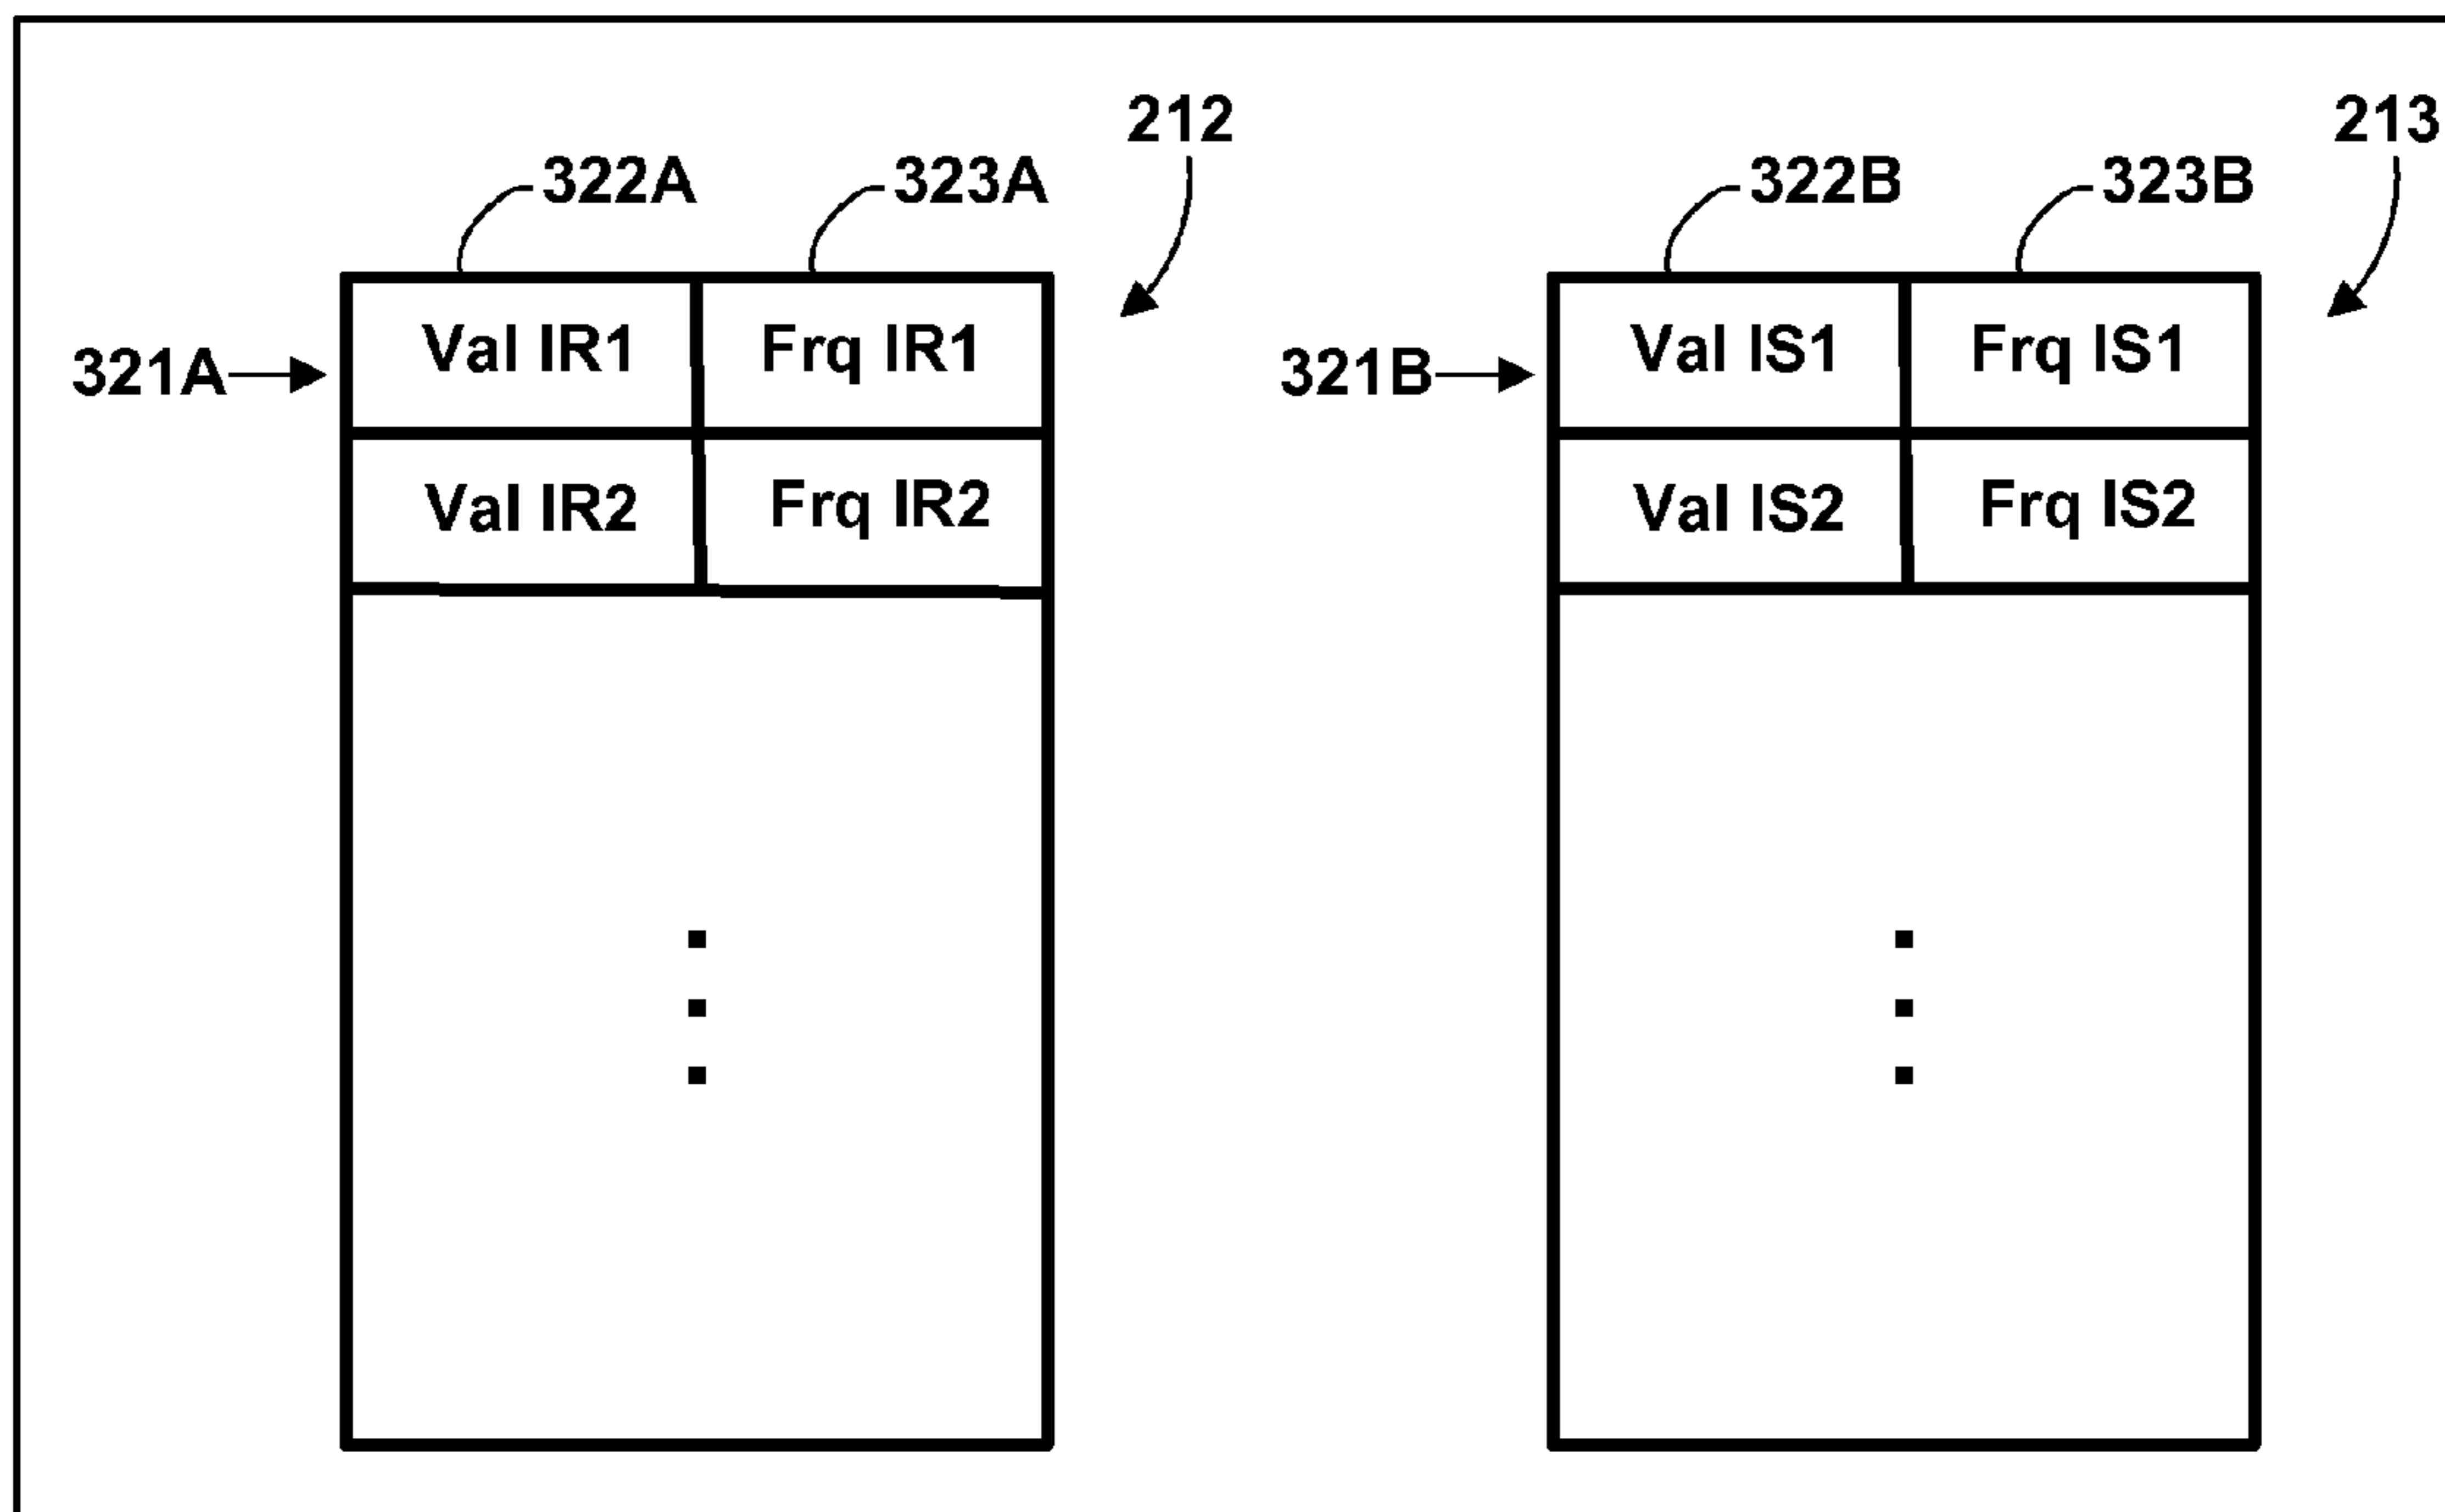 212
213
322A
323A
322B
323B
Val IR1
Frq IR1
Val IS1
Frq IS1
321A
321B
Val IR2
Frq IR2
Val IS2
Frq IS2